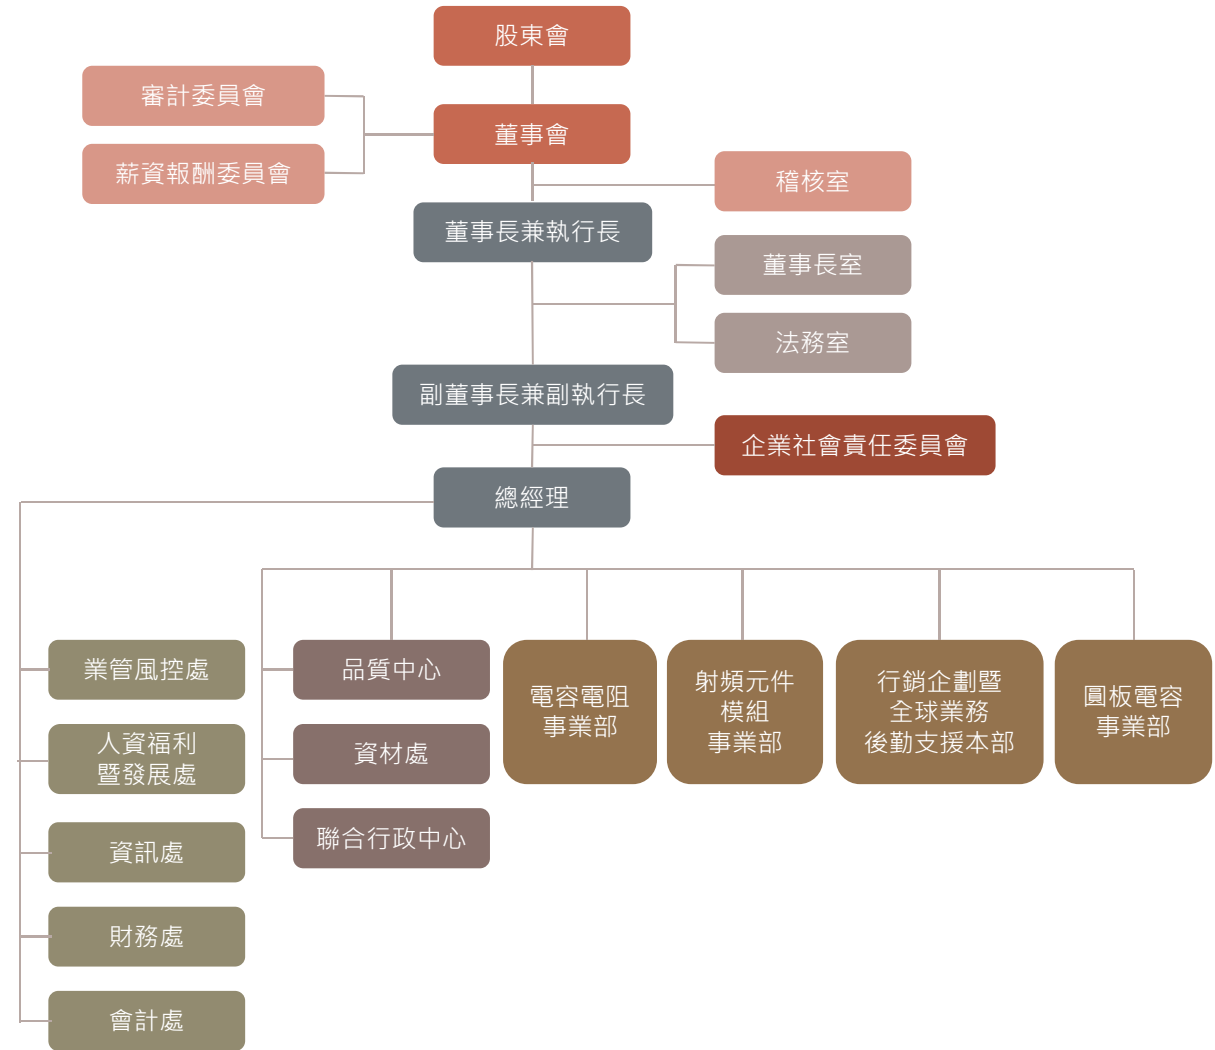 股東會
審計委員會
董事會
薪資報酬委員會
稽核室
董事長兼執行長
董事長室
法務室
副董事長兼副執行長
企業社會責任委員會
總經理
業管風控處
人資福利
暨發展處
資訊處
財務處
會計處
品質中心
資材處
聯合行政中心
電容電阻
事業部
射頻元件
模組
事業部
行銷企劃暨
全球業務
後勤支援本部
圓板電容
事業部